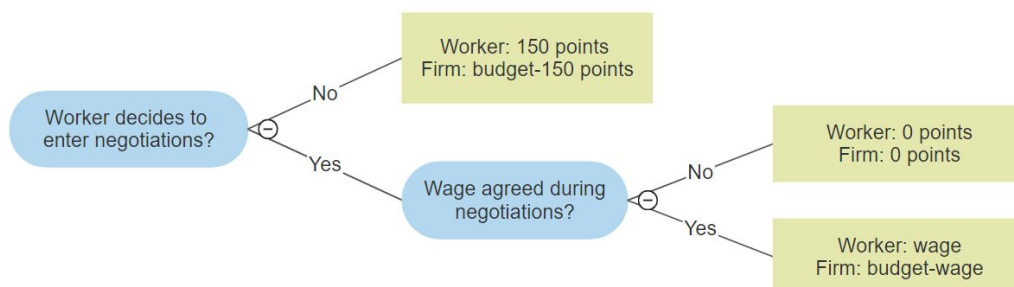 Worker: 150 points
Firm: budget-150 points
No
Worker decides to
enter negotiations?
Yes
Worker: 0 points
Firm: 0 points
No
Wage agreed during
negotiations?
Yes
Worker: wage
Firm: budget-wage